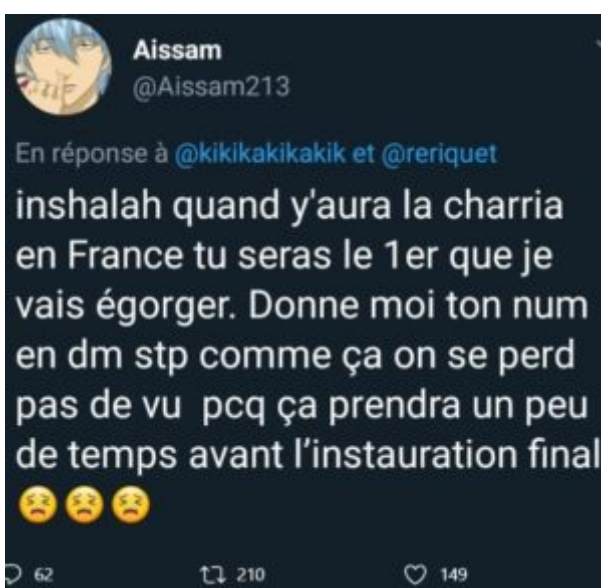 Aissam
@Aissam213
En réponse à @kikikakikakik et @reriquet
inshalah quand y'aura la charria
en France tu seras le 1er que je
vais égorger. Donne moi ton num
en dm stp comme ça on se perd
pas de vu  pcq ça prendra un peu
de temps avant l’instauration final
😣😣😣
62 210 149